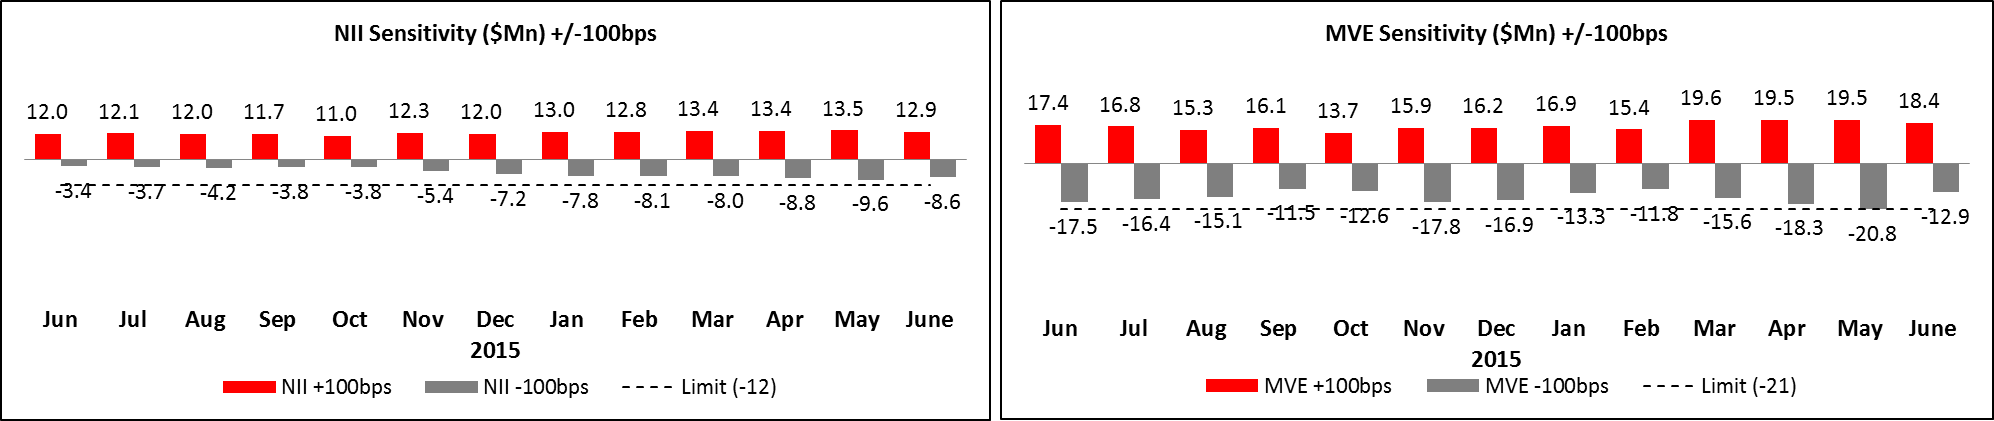 NII Sensitivity ($Mn) +/-100bps
12.0 12.1 12.0 11.7 11.0 12.3 12.0 13.0 12.8 13.4 13.4 13.5 12.9
-3.4 -3.7 -4.2 -3.8 -3.8 -5.4 -7.2 -7.8 -8.1 -8.0 -8.8 -9.6 -8.6
Jun Jul Aug Sep Oct Nov Dec Jan Feb Mar Apr May June
2015
NII +100bps NII -100bps Limit (-12)
MVE Sensitivity ($Mn) +/-100bps
17.4 16.8 15.3 16.1 13.7 15.9 16.2 16.9 15.4 19.6 19.5 19.5 18.4
-17.5 -16.4 -15.1 -11.5 -12.6 -17.8 -16.9 -13.3 -11.8 -15.6 -18.3 -20.8 -12.9
Jun Jul Aug Sep Oct Nov Dec Jan Feb Mar Apr May June
2015
MVE +100bps MVE -100bps Limit (-21)